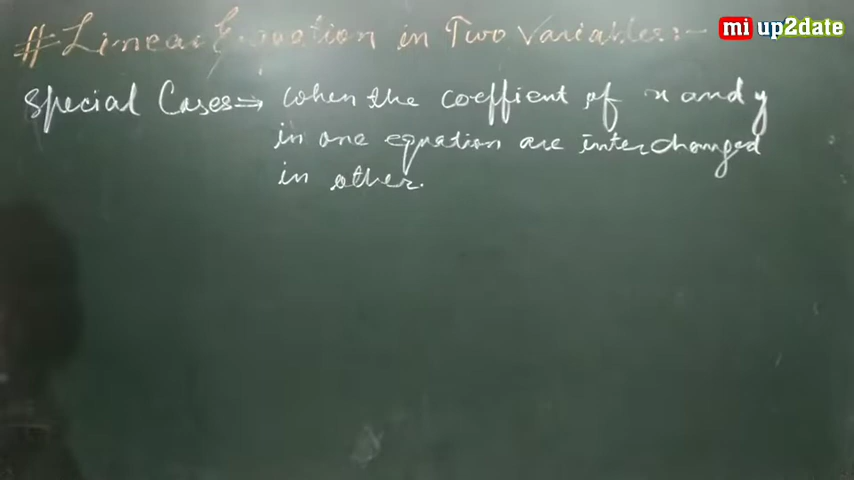 mi up2date
# Linear Equation in Two Variables:-
Special Cases⇒ when the coeffient of x and y
in one equation are interchanged
in other.